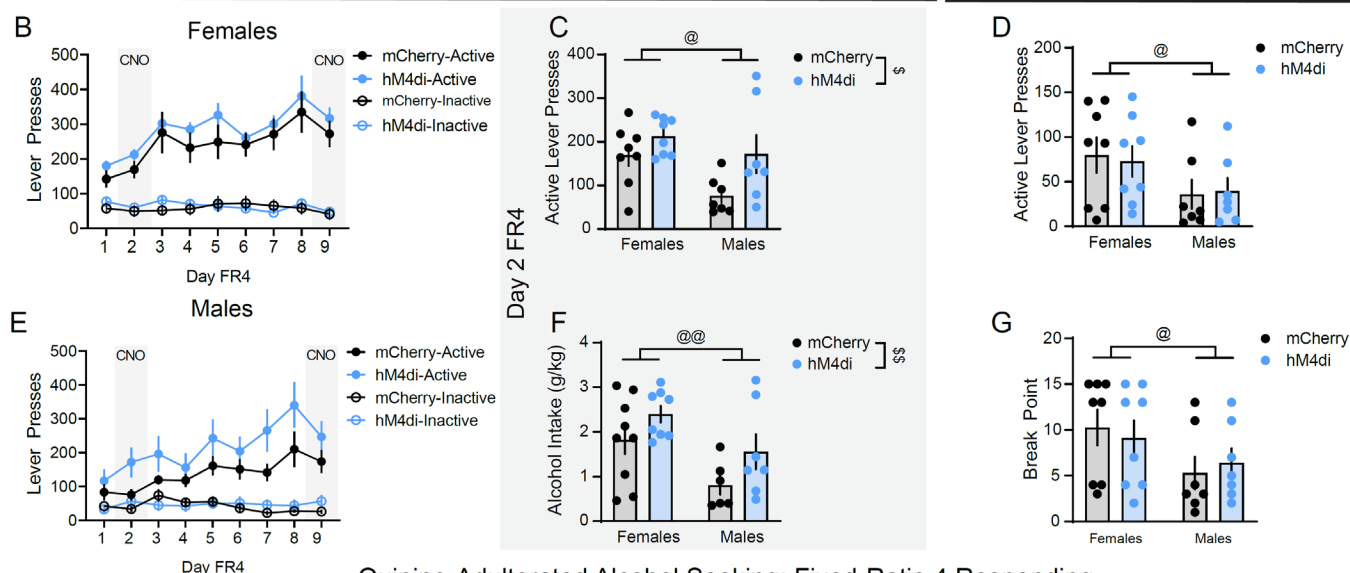 B
Females
500
400
300
200
100
0
Lever Presses
CNO
CNO
mCherry-Active
hM4di-Active
mCherry-Inactive
hM4di-Inactive
1 2 3 4 5 6 7 8 9
Day FR4
E
Males
500
400
300
200
100
0
Lever Presses
CNO
CNO
mCherry-Active
hM4di-Active
mCherry-Inactive
hM4di-Inactive
1 2 3 4 5 6 7 8 9
Day FR4
Day 2 FR4
C
400
300
200
100
0
Active Lever Presses
@
mCherry
hM4di
$
Females Males
F
4
3
2
1
0
Alcohol Intake (g/kg)
@@
mCherry
hM4di
$$
Females Males
D
200
150
100
50
0
Active Lever Presses
@
mCherry
hM4di
Females Males
G
20
15
10
5
0
Break Point
@
mCherry
hM4di
Females Males